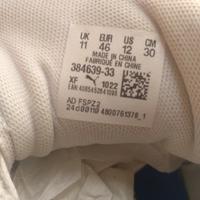 UK EUR US CM
11 46 12 30
MADE IN CHINA
FABRIQUÉ EN CHINE
384639-33
XF 1022
EAN
AD FSPZ2